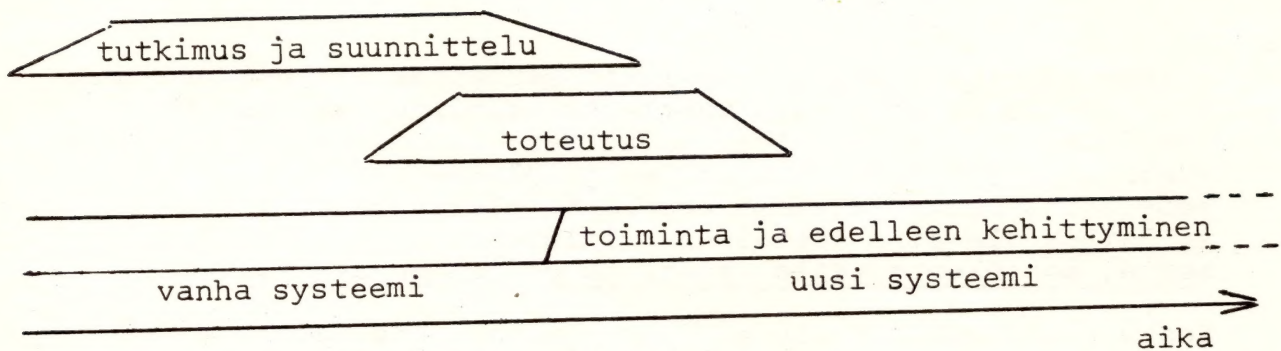 tutkimus ja suunnittelu
toteutus
toiminta ja edelleen kehittyminen
vanha systeemi
uusi systeemi
aika